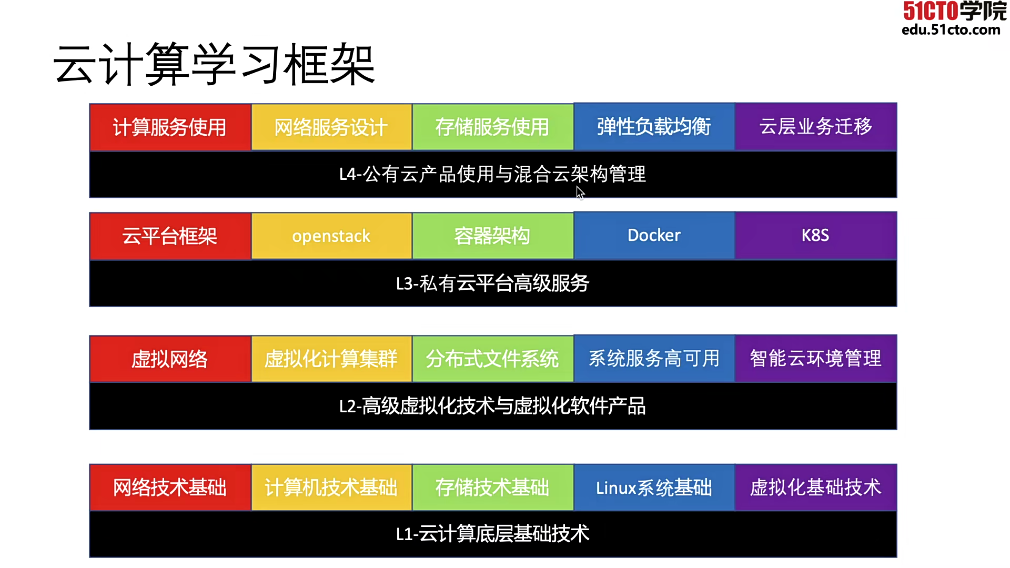 51CTO学院
edu.51cto.com
云计算学习框架
计算服务使用 网络服务设计 存储服务使用 弹性负载均衡 云层业务迁移
L4-公有云产品使用与混合云架构管理
云平台框架 openstack 容器架构 Docker K8S
L3-私有云平台高级服务
虚拟网络 虚拟化计算集群 分布式文件系统 系统服务高可用 智能云环境管理
L2-高级虚拟化技术与虚拟化软件产品
网络技术基础 计算机技术基础 存储技术基础 Linux系统基础 虚拟化基础技术
L1-云计算底层基础技术